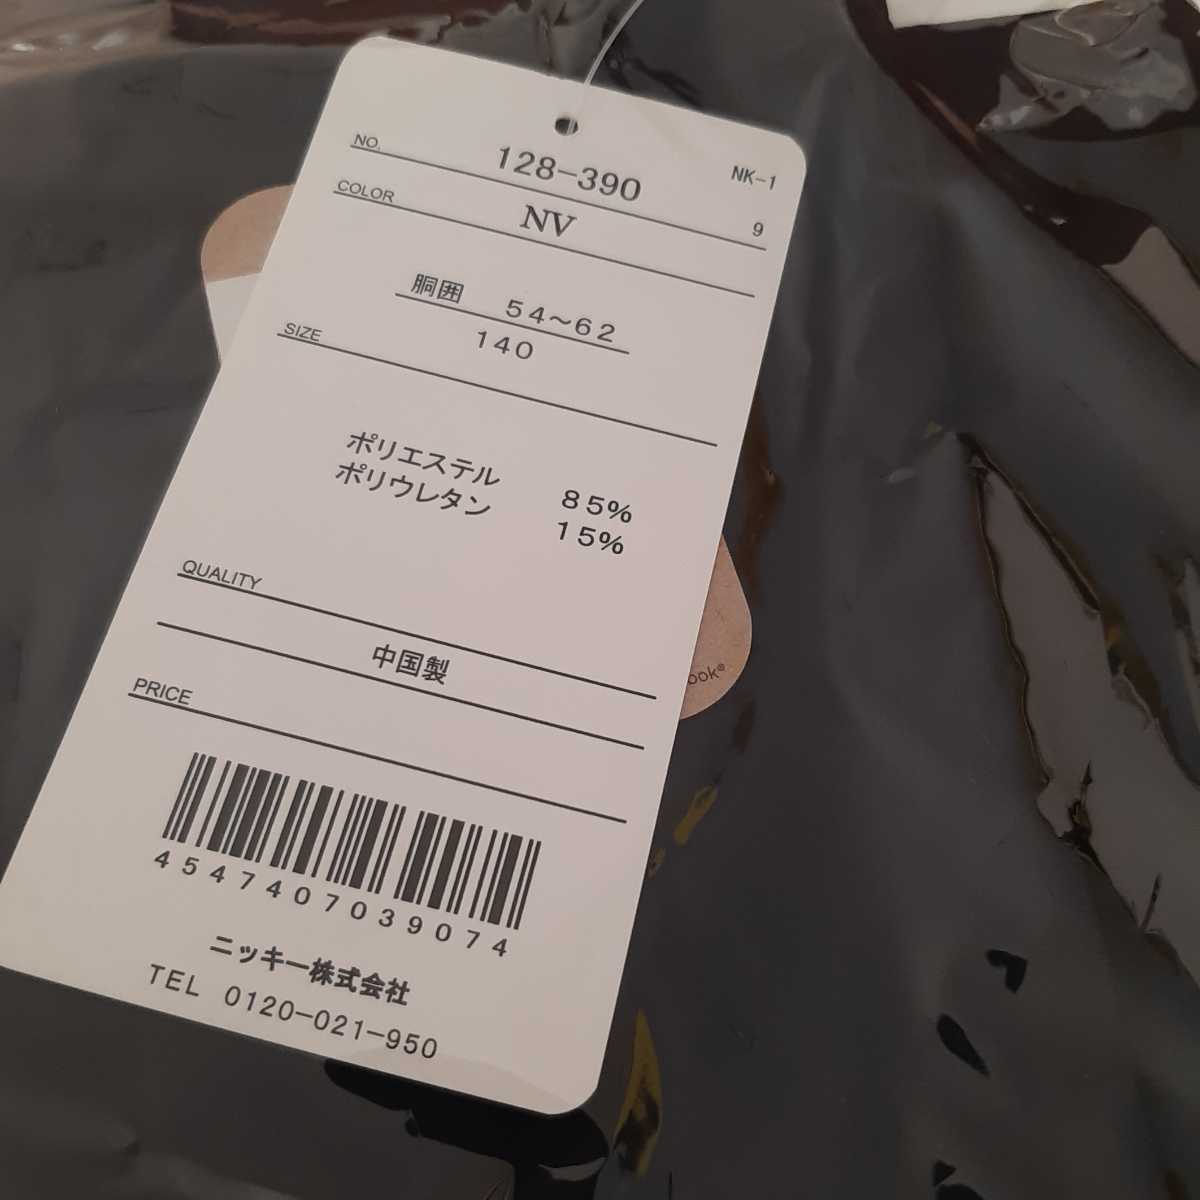 NK-1
NO. 128-390 9
COLOR NV
胴囲 54〜62
SIZE 140
ポリエステル 85%
ポリウレタン 15%
QUALITY
中国製
PRICE
4547407039074
ニッキー株式会社
TEL 0120-021-950
ook®